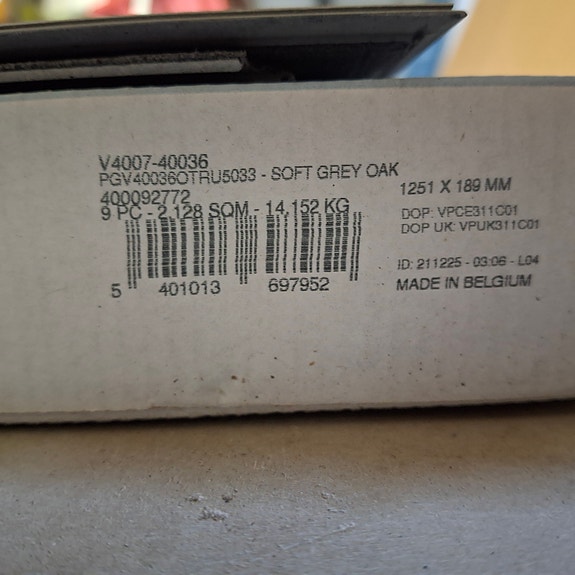 V4007-40036
PGV40036OTRU5033 - SOFT GREY OAK
400092772
9 PC - 2,128 SQM - 14,152 KG
5 401013 697952
1251 X 189 MM
DOP: VPCE311C01
DOP UK: VPUK311C01
ID: 211225 - 03:06 - L04
MADE IN BELGIUM